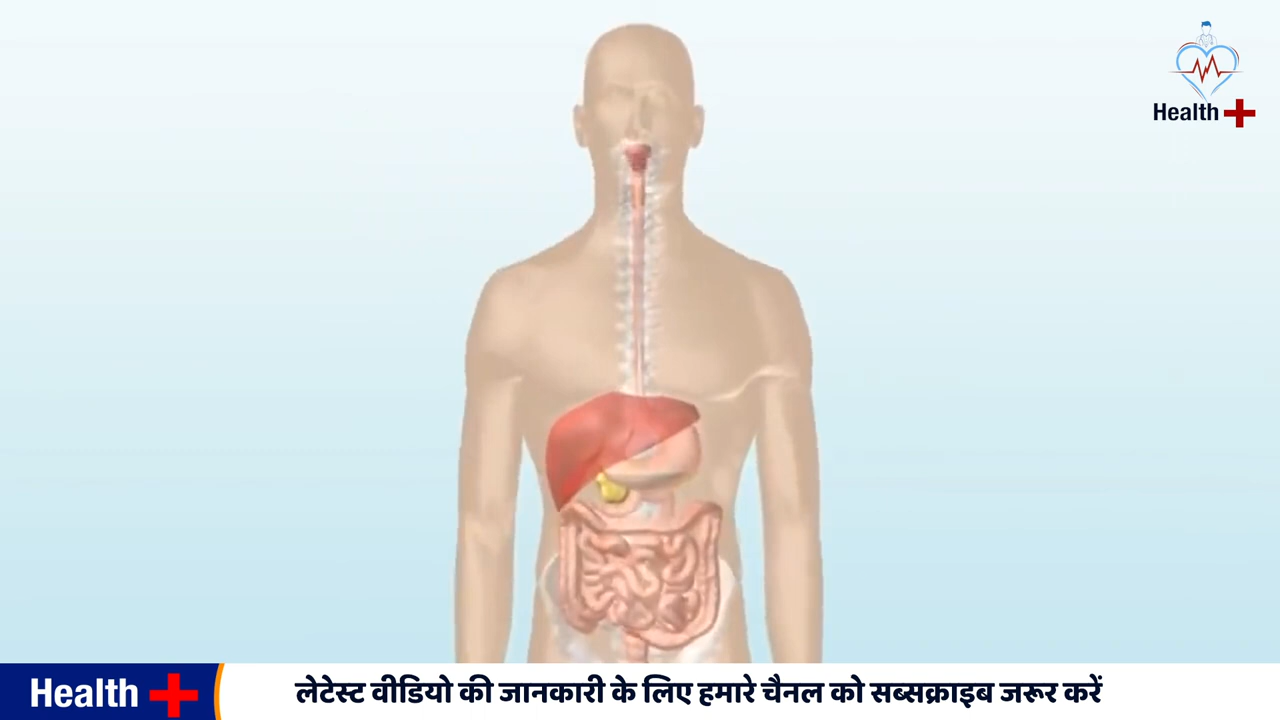 Health
Health
लेटेस्ट वीडियो की जानकारी के लिए हमारे चैनल को सब्सक्राइब जरूर करें